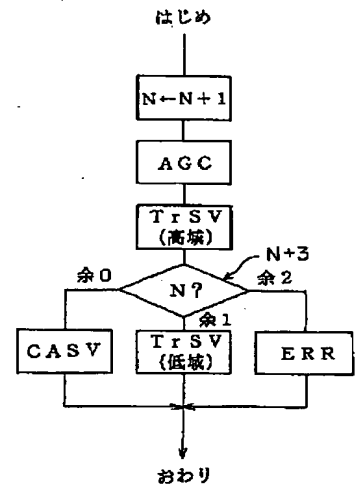 はじめ
N←N+1
AGC
TrSV
(高域)
N+3
余0
N?
余2
余1
CASV
TrSV
(低域)
ERR
おわり